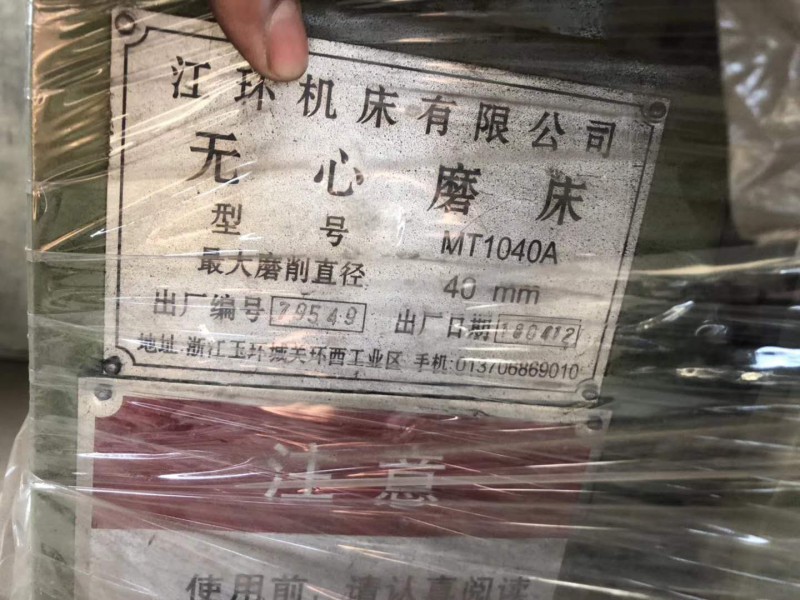 江环机床有限公司
无心磨床
型号 MT1040A
最大磨削直径 40 mm
出厂编号 79549 出厂日期 180412
地址:浙江玉环城关环西工业区 手机:013706869010
注意
使用前,请认真阅读